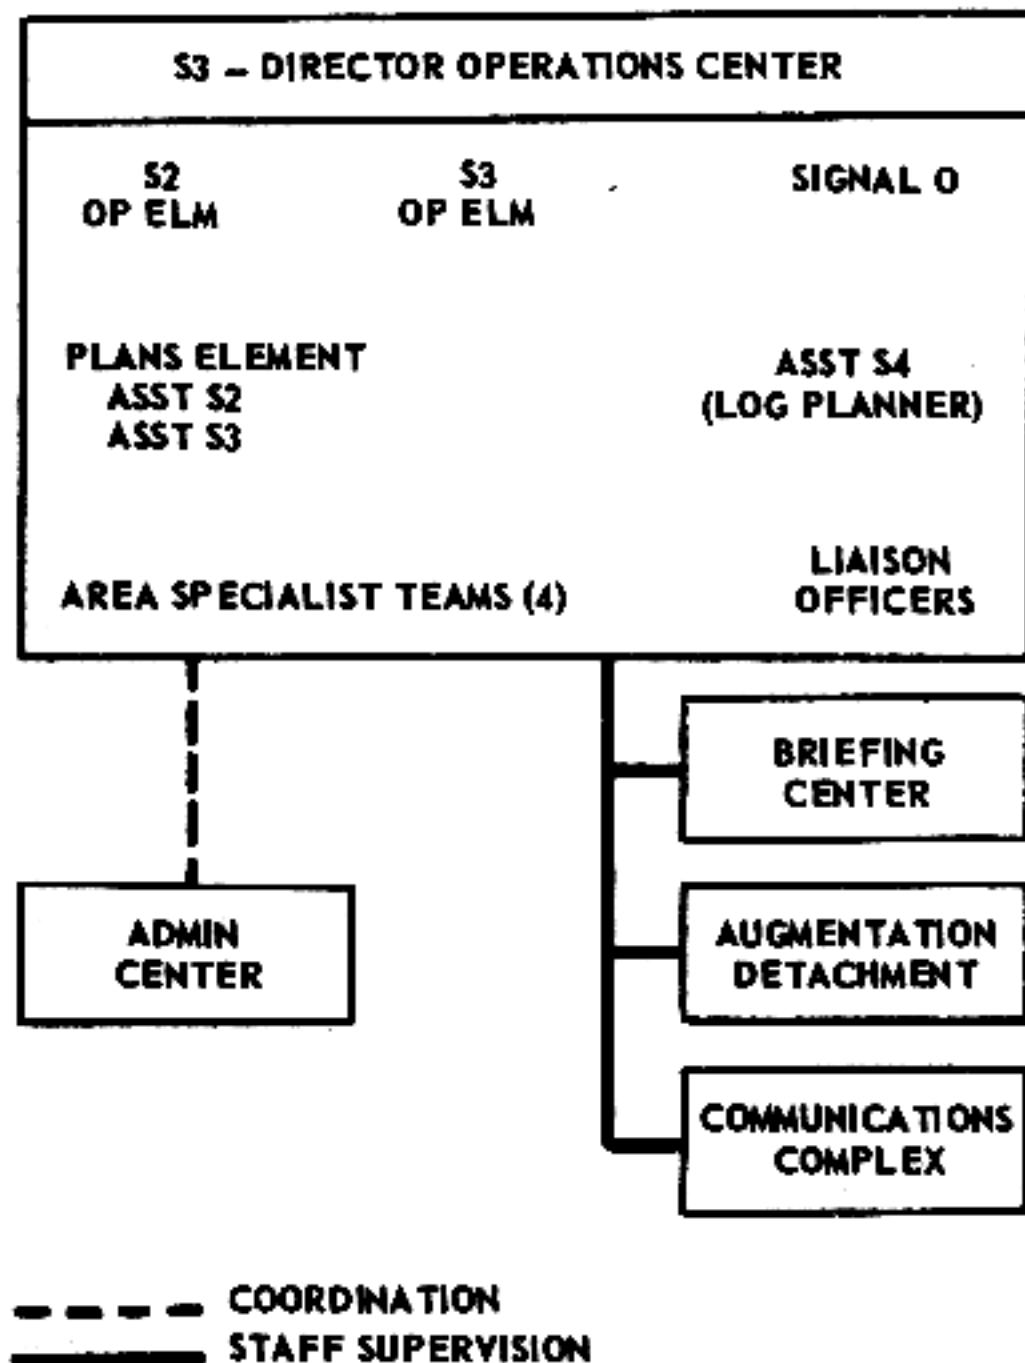 S3 – DIRECTOR OPERATIONS CENTER
S2
OP ELM
S3
OP ELM
SIGNAL O
PLANS ELEMENT
ASST S2
ASST S3
ASST S4
(LOG PLANNER)
AREA SPECIALIST TEAMS (4)
LIAISON
OFFICERS
BRIEFING
CENTER
ADMIN
CENTER
AUGMENTATION
DETACHMENT
COMMUNICATIONS
COMPLEX
COORDINATION
STAFF SUPERVISION